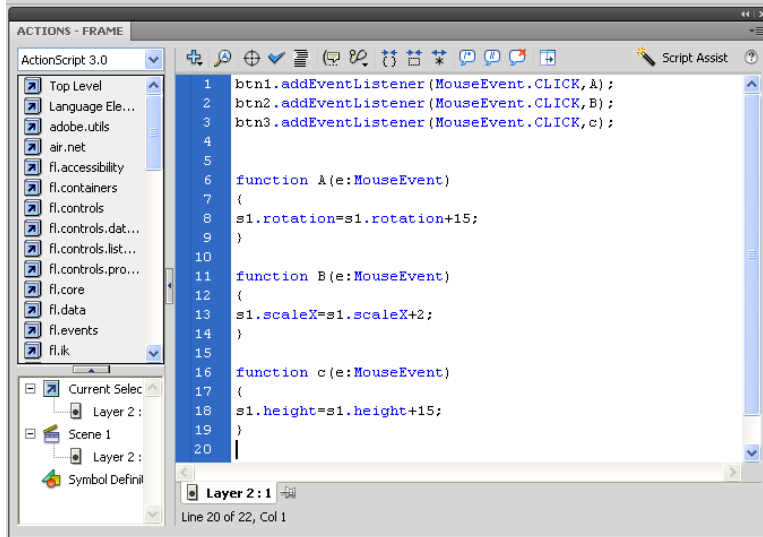 ACTIONS - FRAME
ActionScript 3.0
Script Assist
Top Level
Language Ele...
adobe.utils
air.net
fl.accessibility
fl.containers
fl.controls
fl.controls.dat...
fl.controls.list...
fl.controls.pro...
fl.core
fl.data
fl.events
fl.ik
Current Selec
Layer 2 :
Scene 1
Layer 2 :
Symbol Defini
1 btn1.addEventListener(MouseEvent.CLICK,A);
2 btn2.addEventListener(MouseEvent.CLICK,B);
3 btn3.addEventListener(MouseEvent.CLICK,c);
4
5
6 function A(e:MouseEvent)
7 {
8 s1.rotation=s1.rotation+15;
9 }
10
11 function B(e:MouseEvent)
12 {
13 s1.scaleX=s1.scaleX+2;
14 }
15
16 function c(e:MouseEvent)
17 {
18 s1.height=s1.height+15;
19 }
20
Layer 2 : 1
Line 20 of 22, Col 1